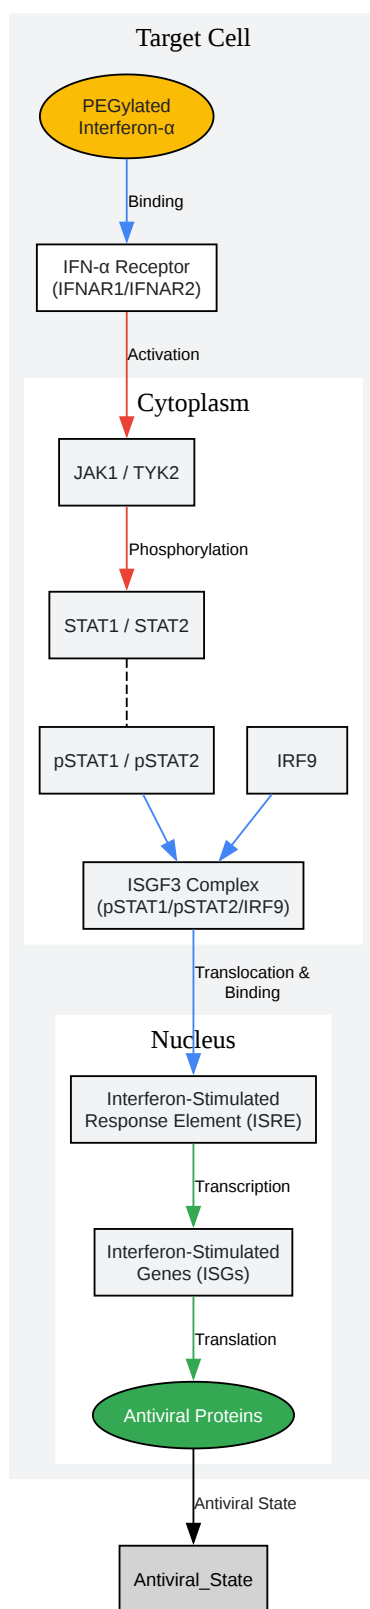 Target Cell
PEGylated
Interferon-α
Binding
IFN-α Receptor
(IFNAR1/IFNAR2)
Activation
Cytoplasm
JAK1 / TYK2
Phosphorylation
STAT1 / STAT2
pSTAT1 / pSTAT2
IRF9
ISGF3 Complex
(pSTAT1/pSTAT2/IRF9)
Translocation &
Binding
Nucleus
Interferon-Stimulated
Response Element (ISRE)
Transcription
Interferon-Stimulated
Genes (ISGs)
Translation
Antiviral Proteins
Antiviral State
Antiviral_State